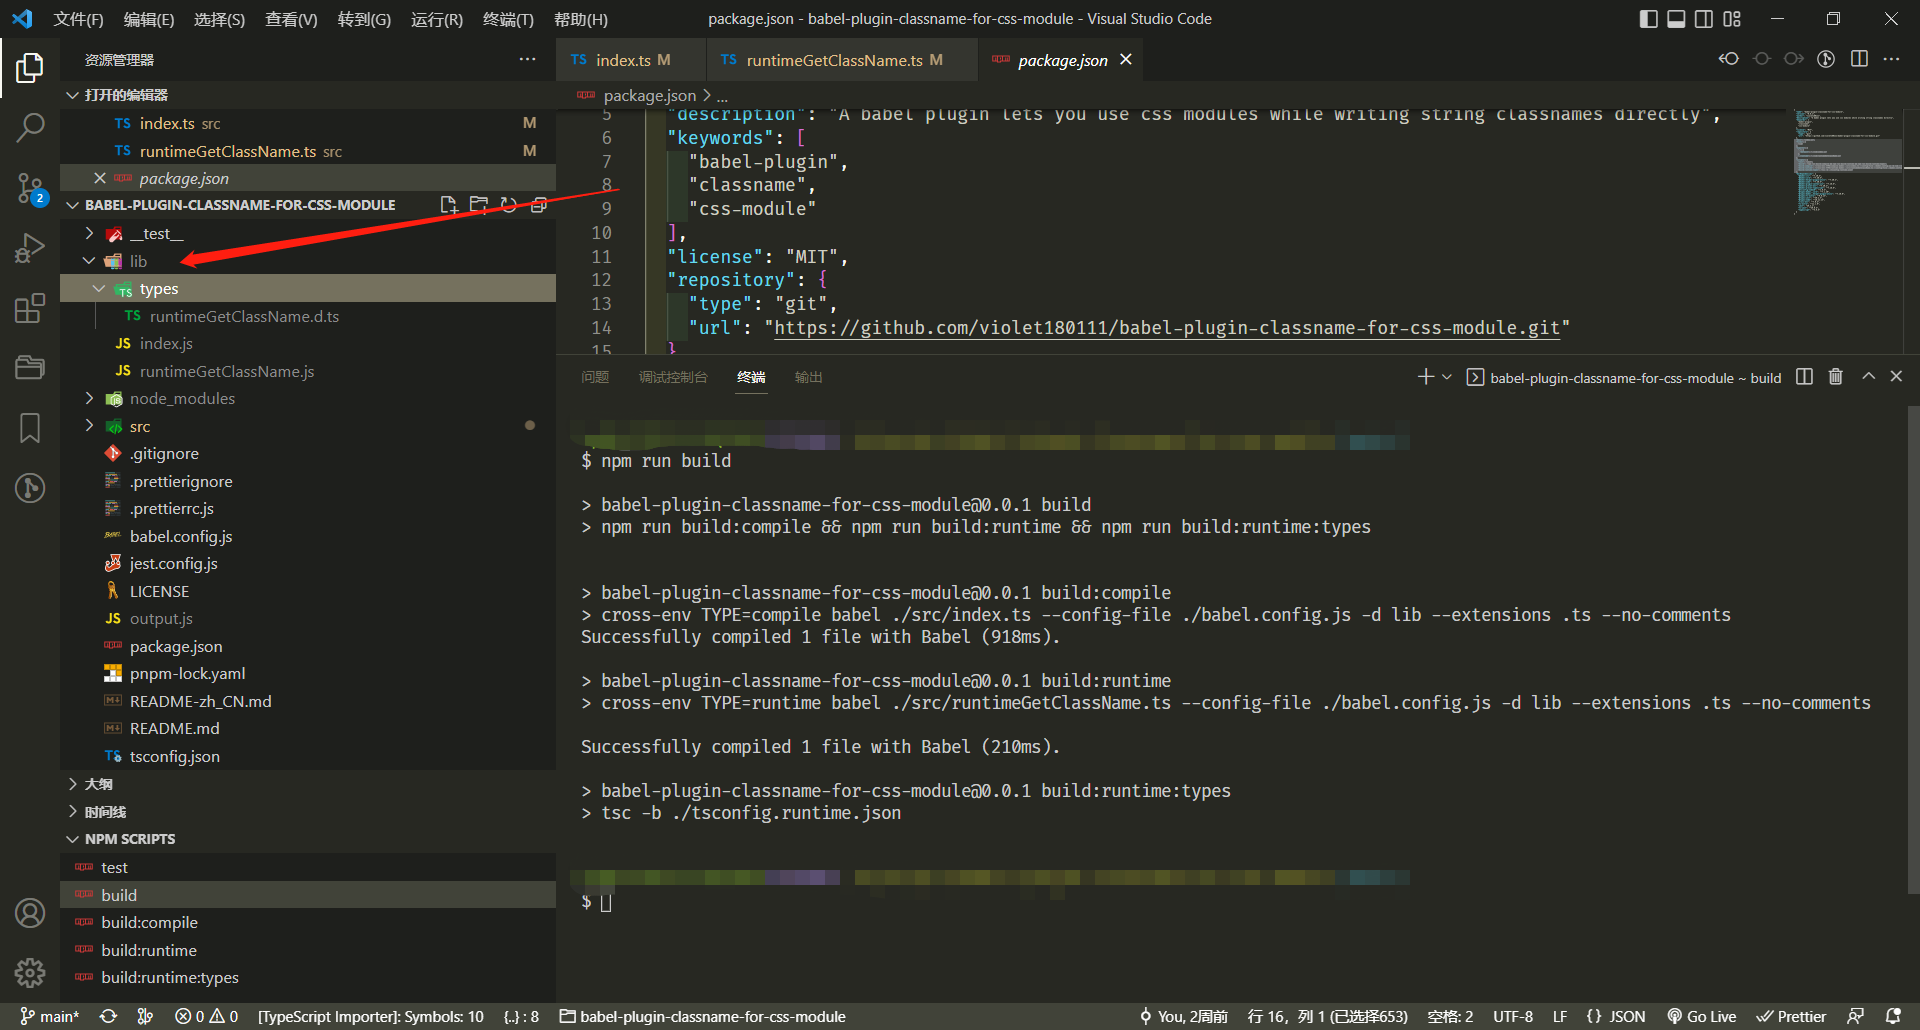 文件(F) 编辑(E) 选择(S) 查看(V) 转到(G) 运行(R) 终端(T) 帮助(H) package.json - babel-plugin-classname-for-css-module - Visual Studio Code
资源管理器
打开的编辑器
TS index.ts src M
TS runtimeGetClassName.ts src M
package.json
BABEL-PLUGIN-CLASSNAME-FOR-CSS-MODULE
__test__
lib
types
TS runtimeGetClassName.d.ts
JS index.js
JS runtimeGetClassName.js
node_modules
src
.gitignore
.prettierignore
.prettierrc.js
babel.config.js
jest.config.js
LICENSE
JS output.js
package.json
pnpm-lock.yaml
README-zh_CN.md
README.md
tsconfig.json
大纲
时间线
NPM SCRIPTS
test
build
build:compile
build:runtime
build:runtime:types
2
TS index.ts M TS runtimeGetClassName.ts M package.json
package.json > ...
5 "description": "A babel plugin lets you use css modules while writing string classnames directly",
6 "keywords": [
7 "babel-plugin",
8 "classname",
9 "css-module"
10 ],
11 "license": "MIT",
12 "repository": {
13 "type": "git",
14 "url": "https://github.com/violet180111/babel-plugin-classname-for-css-module.git"
15 }
问题 调试控制台 终端 输出 babel-plugin-classname-for-css-module ~ build
$ npm run build
> babel-plugin-classname-for-css-module@0.0.1 build
> npm run build:compile && npm run build:runtime && npm run build:runtime:types
> babel-plugin-classname-for-css-module@0.0.1 build:compile
> cross-env TYPE=compile babel ./src/index.ts --config-file ./babel.config.js -d lib --extensions .ts --no-comments
Successfully compiled 1 file with Babel (918ms).
> babel-plugin-classname-for-css-module@0.0.1 build:runtime
> cross-env TYPE=runtime babel ./src/runtimeGetClassName.ts --config-file ./babel.config.js -d lib --extensions .ts --no-comments
Successfully compiled 1 file with Babel (210ms).
> babel-plugin-classname-for-css-module@0.0.1 build:runtime:types
> tsc -b ./tsconfig.runtime.json
$
main* 0 0 [TypeScript Importer]: Symbols: 10 {..} : 8 babel-plugin-classname-for-css-module You, 2周前 行 16，列 1 (已选择653) 空格: 2 UTF-8 LF {} JSON Go Live Prettier